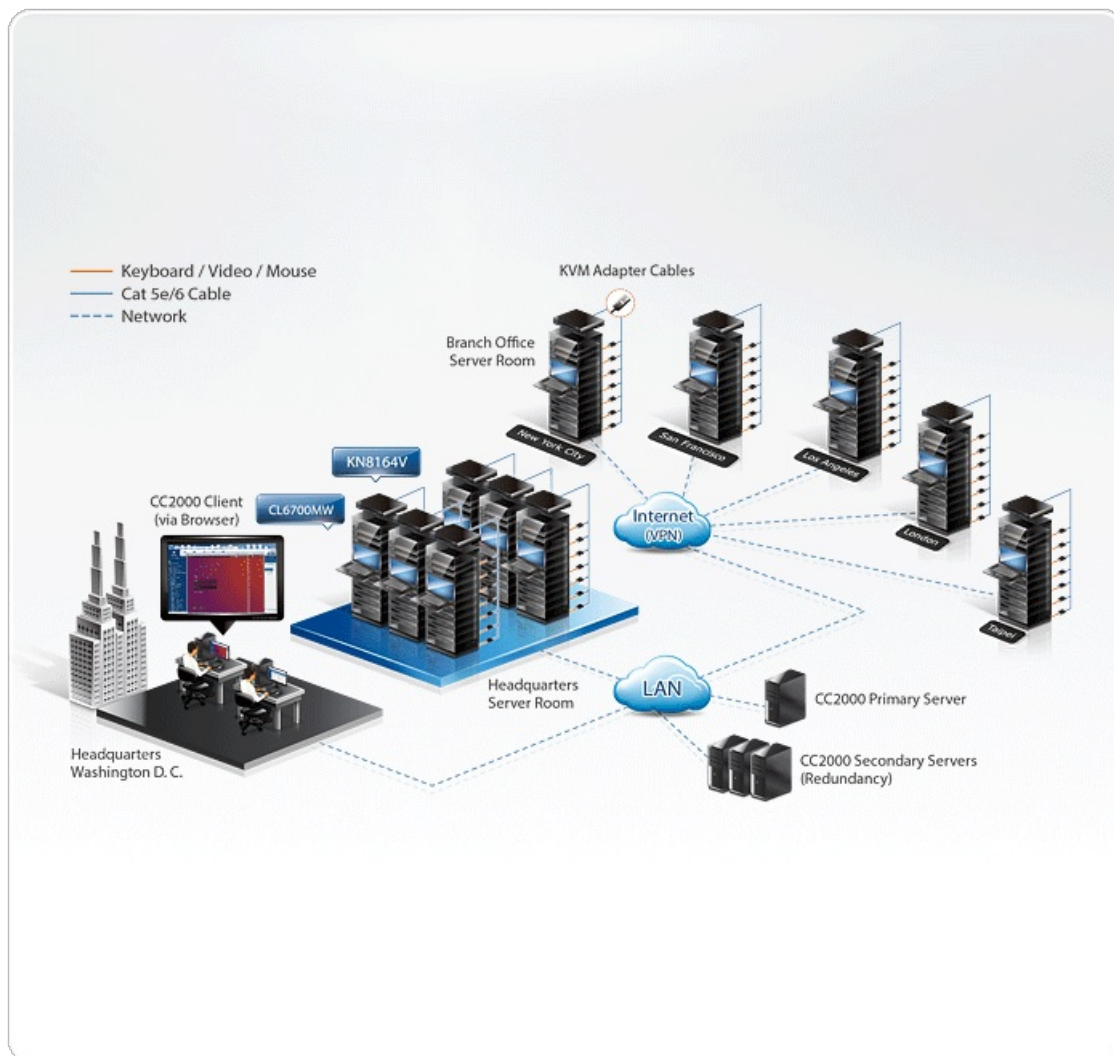 Keyboard / Video / Mouse
Cat 5e/6 Cable
Network
KVM Adapter Cables
Branch Office
Server Room
New York City
San Francisco
Los Angeles
London
Taipei
KN8164V
CL6700MW
CC2000 Client
(via Browser)
Internet
(VPN)
Headquarters
Server Room
LAN
CC2000 Primary Server
CC2000 Secondary Servers
(Redundancy)
Headquarters
Washington D. C.